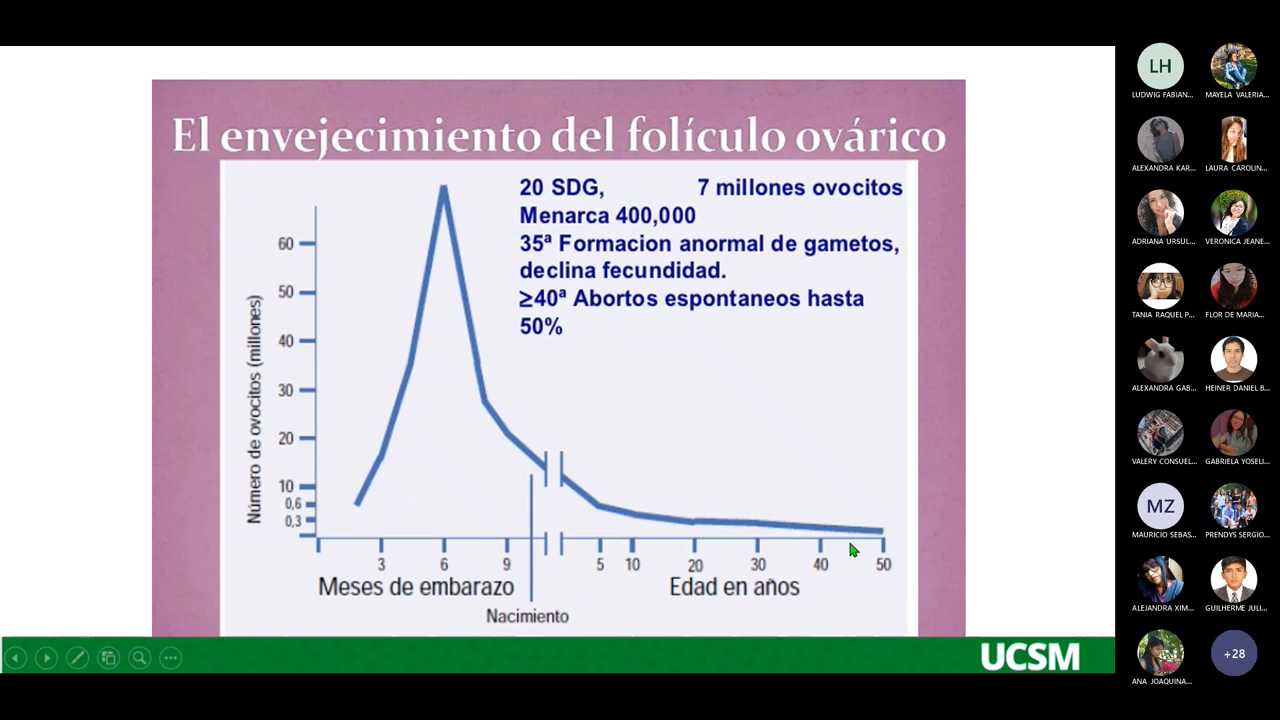 El envejecimiento del folículo ovárico
20 SDG, 7 millones ovocitos
Menarca 400,000
35ª Formacion anormal de gametos,
declina fecundidad.
≥40ª Abortos espontaneos hasta
50%
Número de ovocitos (millones)
60
50
40
30
20
10
0,6
0,3
3 6 9 5 10 20 30 40 50
Meses de embarazo Edad en años
Nacimiento
UCSM
LH
LUDWIG FABIAN... MAYELA VALERIA...
ALEXANDRA KAR... LAURA CAROLIN...
ADRIANA URSUL... VERONICA JEANE...
TANIA RAQUEL P... FLOR DE MARIA...
ALEXANDRA GAB... HEINER DANIEL B...
VALERY CONSUEL... GABRIELA YOSELI...
MZ
MAURICIO SEBAS... PRENDYS SERGIO...
ALEJANDRA XIM... GUILHERME JULI...
+28
ANA JOAQUINA...